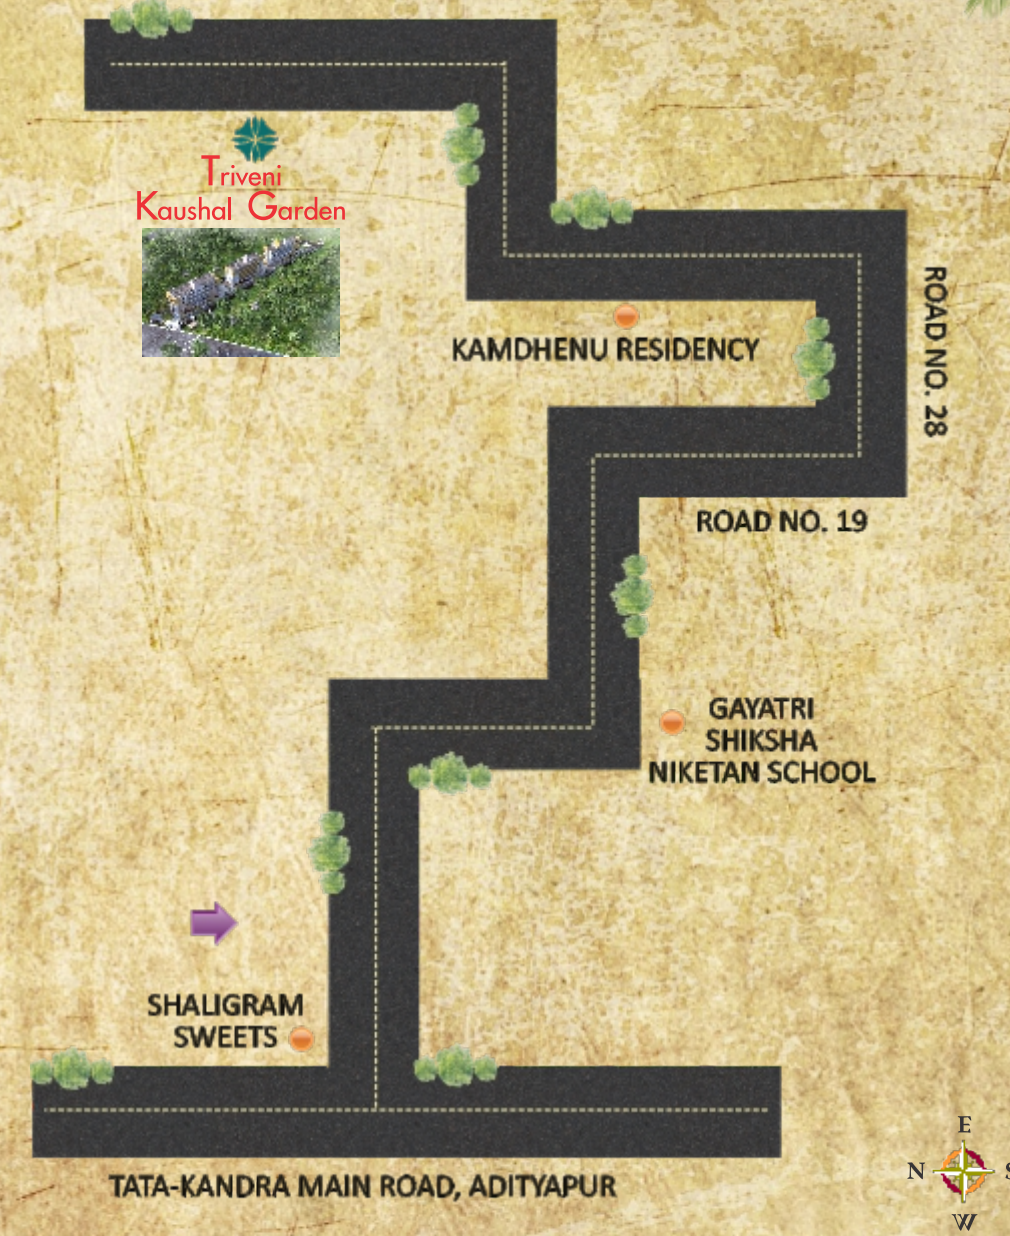 Triveni
Kaushal Garden
KAMDHENU RESIDENCY
ROAD NO. 28
ROAD NO. 19
GAYATRI
SHIKSHA
NIKETAN SCHOOL
SHALIGRAM
SWEETS
TATA-KANDRA MAIN ROAD, ADITYAPUR
E
N S
W